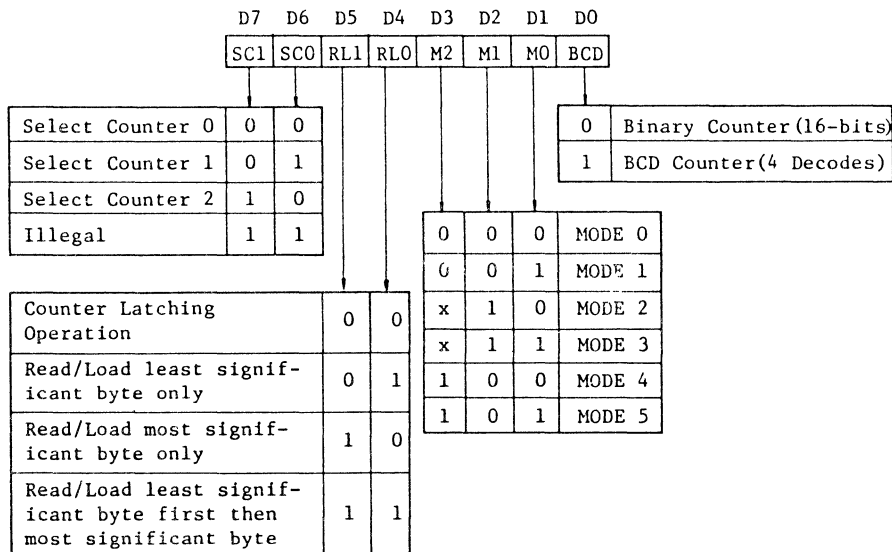 D7 D6 D5 D4 D3 D2 D1 D0
SC1 SC0 RL1 RL0 M2 M1 M0 BCD
Select Counter 0 0 0
Select Counter 1 0 1
Select Counter 2 1 0
Illegal 1 1
0 Binary Counter(16-bits)
1 BCD Counter(4 Decodes)
0 0 0 MODE 0
0 0 1 MODE 1
x 1 0 MODE 2
x 1 1 MODE 3
1 0 0 MODE 4
1 0 1 MODE 5
Counter Latching
Operation 0 0
Read/Load least signif-
icant byte only 0 1
Read/Load most signif-
icant byte only 1 0
Read/Load least signif-
icant byte first then 1 1
most significant byte